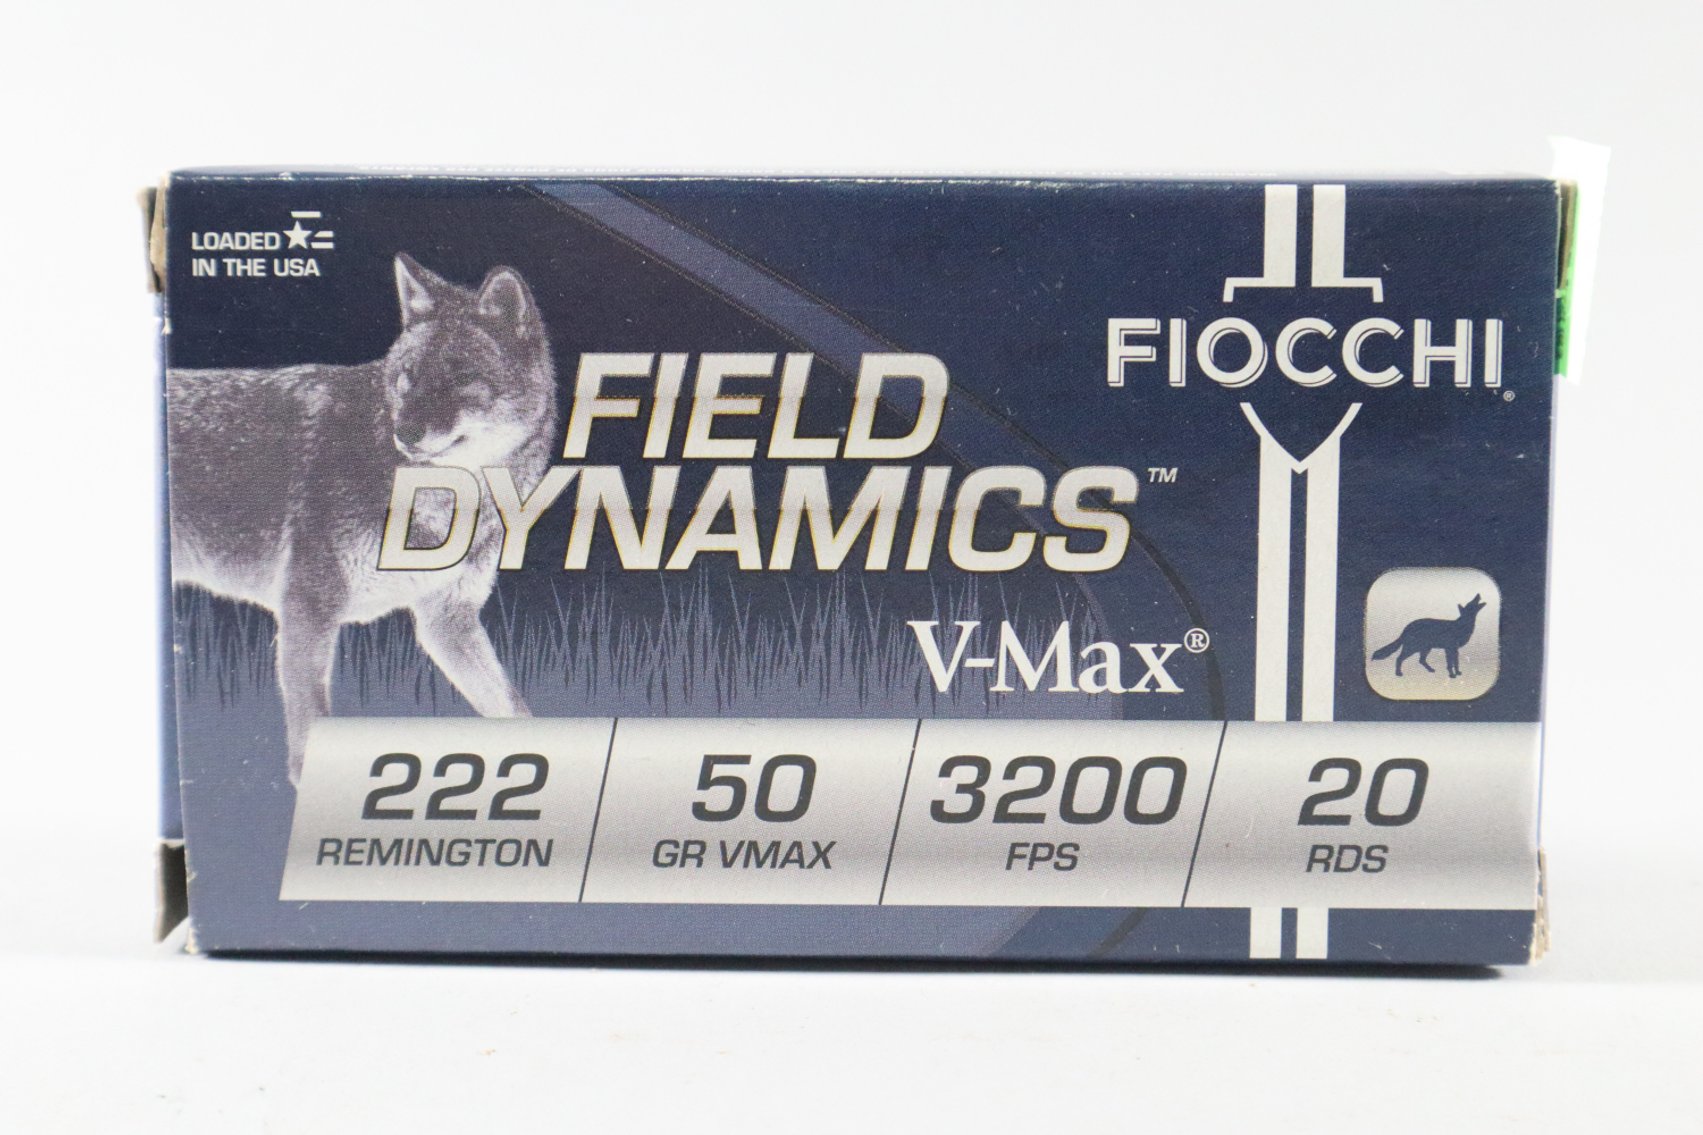 LOADED
IN THE USA
FIOCCHI®
FIELD
DYNAMICS™
V-Max®
222
REMINGTON
50
GR VMAX
3200
FPS
20
RDS